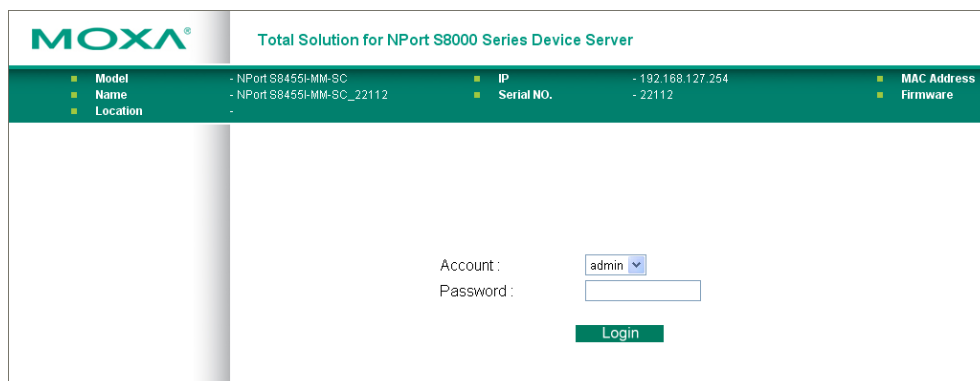 MOXA®
Total Solution for NPort S8000 Series Device Server
Model - NPort S8455I-MM-SC IP - 192.168.127.254 MAC Address
Name - NPort S8455I-MM-SC_22112 Serial NO. - 22112 Firmware
Location -
Account : admin
Password :
Login